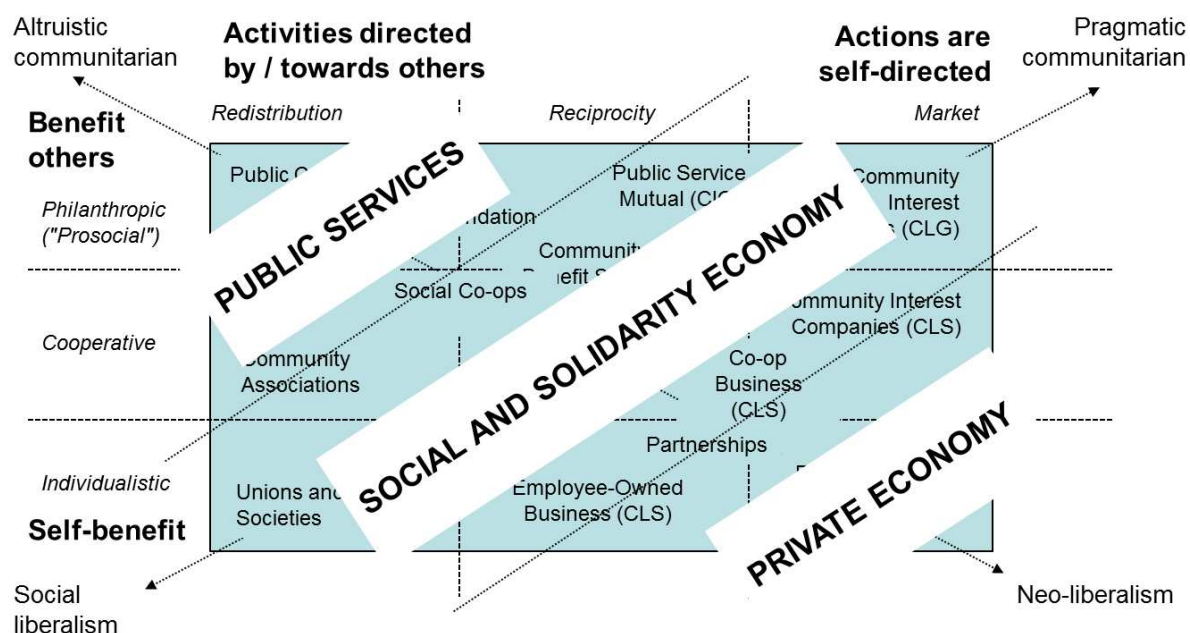 Altruistic
communitarian
Activities directed
by / towards others
Actions are
self-directed
Pragmatic
communitarian
Redistribution
Reciprocity
Market
Benefit
others
Philanthropic
("Prosocial")
Cooperative
Individualistic
Self-benefit
Public
PUBLIC SERVICES
Public Service
Mutual
Community
Interest
(CLG)
Community
Social Co-ops
SOCIAL AND SOLIDARITY ECONOMY
Interest
Companies (CLS)
Community
Associations
Co-op
Business
(CLS)
Partnerships
Unions and
Societies
Employee-Owned
Business (CLS)
PRIVATE ECONOMY
Social
liberalism
Neo-liberalism